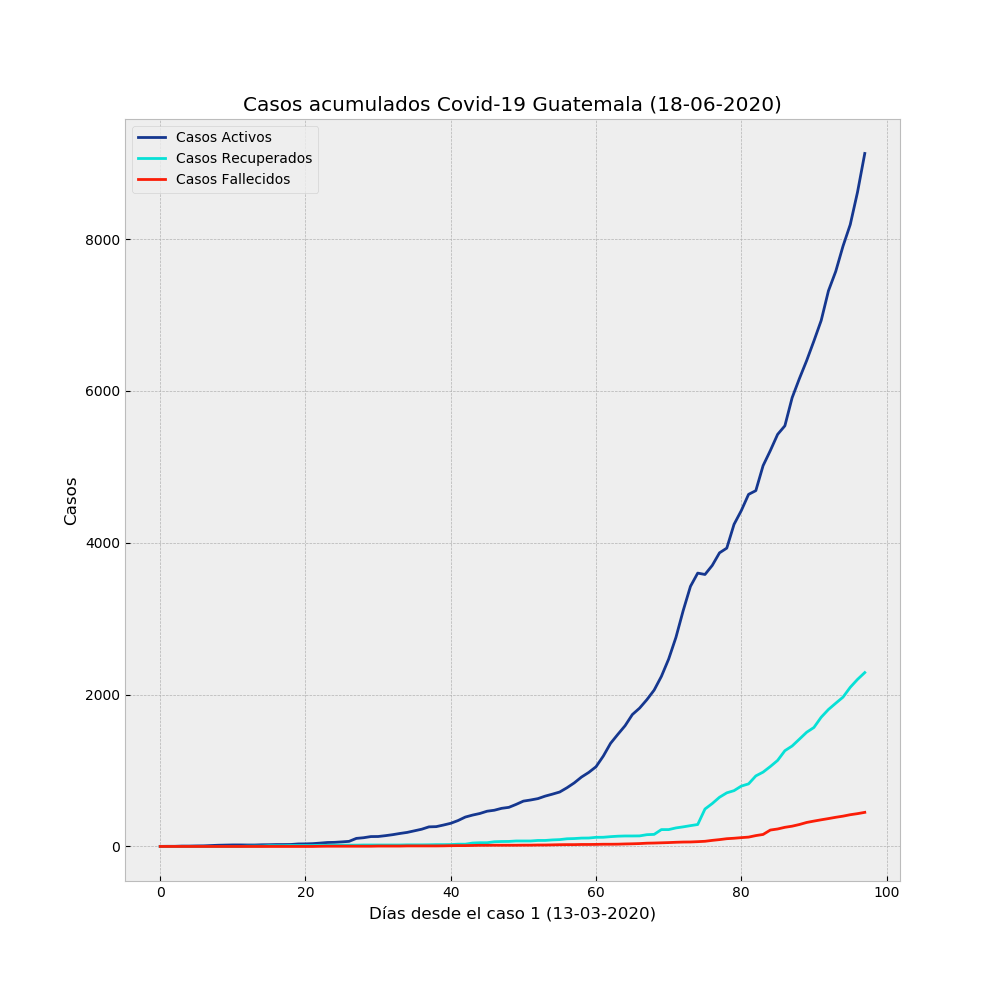 Casos acumulados Covid-19 Guatemala (18-06-2020)
Casos Activos
Casos Recuperados
Casos Fallecidos
8000
6000
4000
2000
0
Casos
0 20 40 60 80 100
Días desde el caso 1 (13-03-2020)